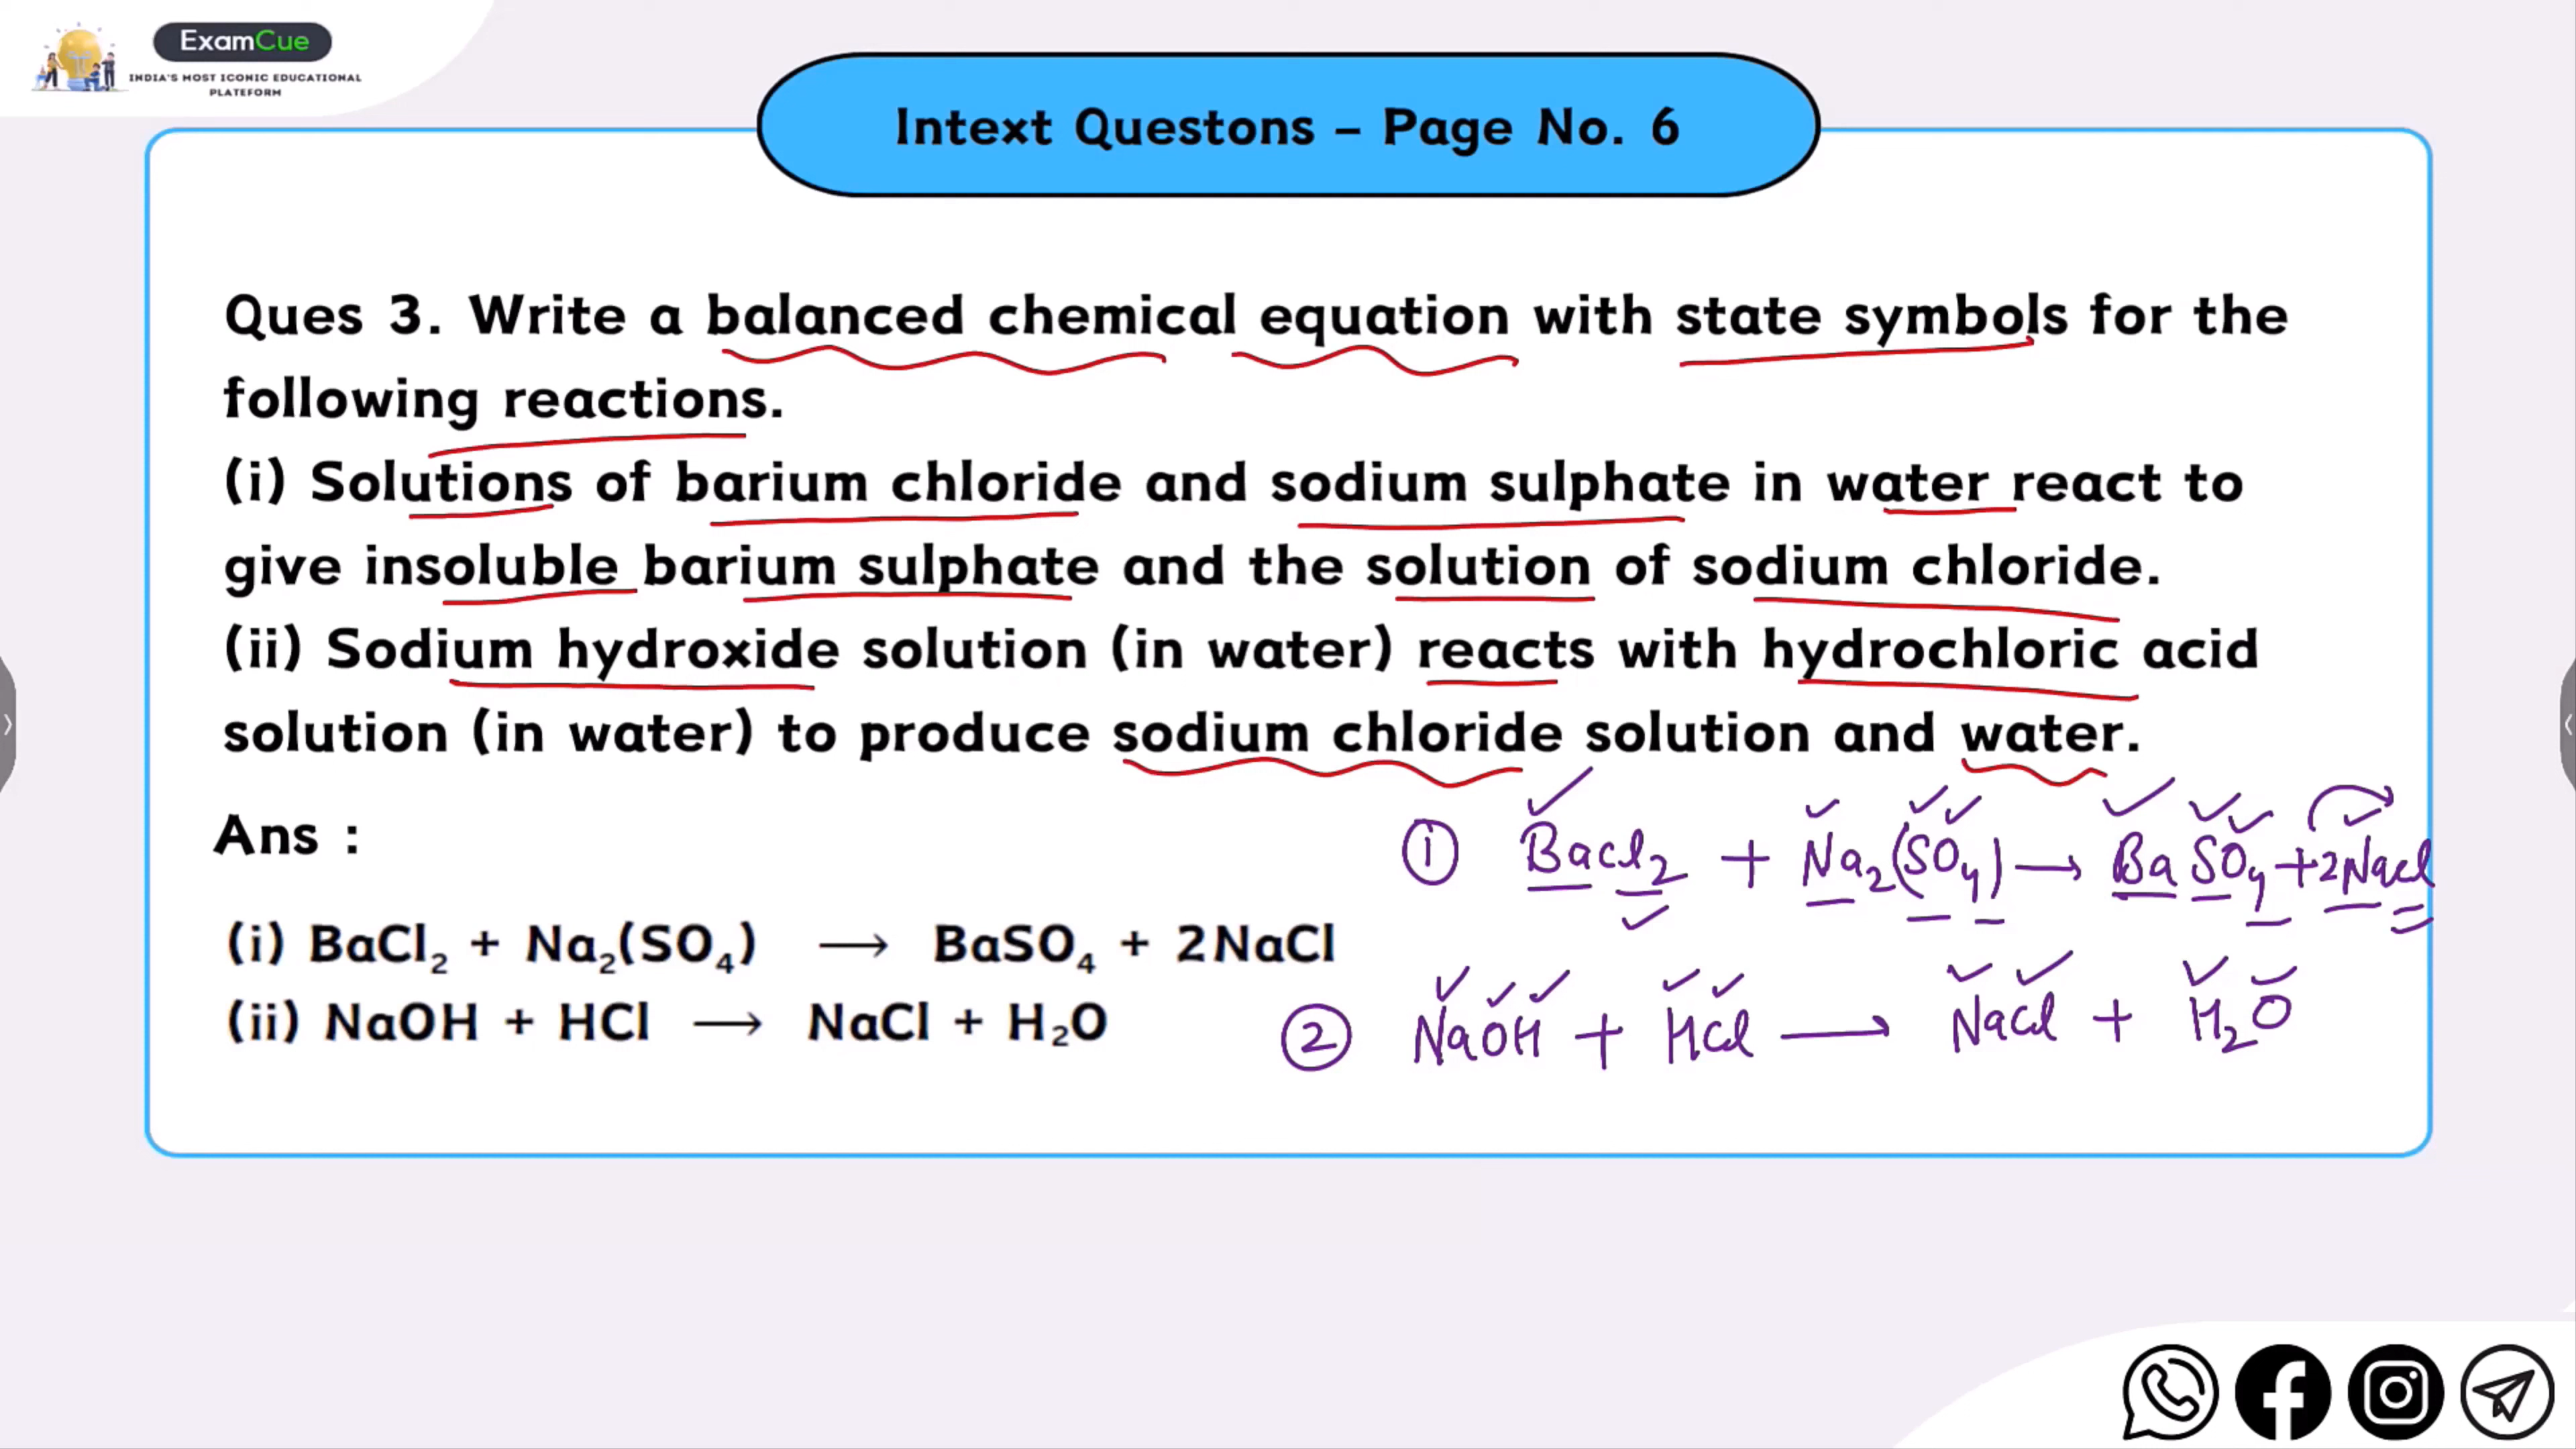 ExamCue
INDIA'S MOST ICONIC EDUCATIONAL
PLATEFORM
Intext Questons – Page No. 6
Ques 3. Write a balanced chemical equation with state symbols for the
following reactions.
(i) Solutions of barium chloride and sodium sulphate in water react to
give insoluble barium sulphate and the solution of sodium chloride.
(ii) Sodium hydroxide solution (in water) reacts with hydrochloric acid
solution (in water) to produce sodium chloride solution and water.
Ans :
(i) BaCl₂ + Na₂(SO₄) ⟶ BaSO₄ + 2NaCl
(ii) NaOH + HCl ⟶ NaCl + H₂O
① BaCl₂ + Na₂(SO₄) → BaSO₄ + 2NaCl
② NaOH + HCl ⟶ NaCl + H₂O